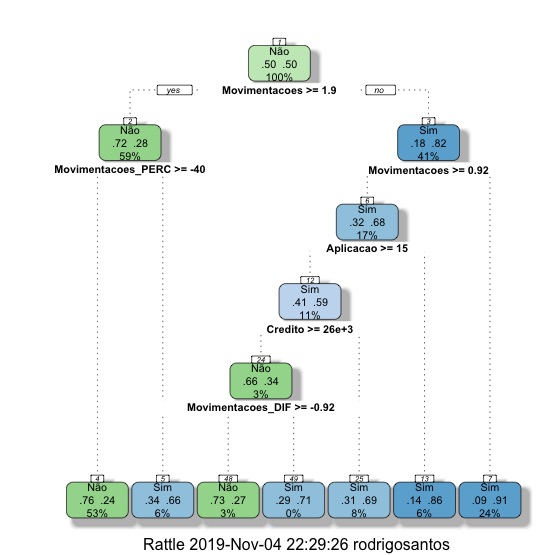 1
Não
.50 .50
100%
yes Movimentacoes >= 1.9 no
2
Não
.72 .28
59%
Movimentacoes_PERC >= -40
3
Sim
.18 .82
41%
Movimentacoes >= 0.92
6
Sim
.32 .68
17%
Aplicacao >= 15
12
Sim
.41 .59
11%
Credito >= 26e+3
24
Não
.66 .34
3%
Movimentacoes_DIF >= -0.92
4
Não
.76 .24
53%
5
Sim
.34 .66
6%
48
Não
.73 .27
3%
49
Sim
.29 .71
0%
25
Sim
.31 .69
8%
13
Sim
.14 .86
6%
7
Sim
.09 .91
24%
Rattle 2019-Nov-04 22:29:26 rodrigosantos